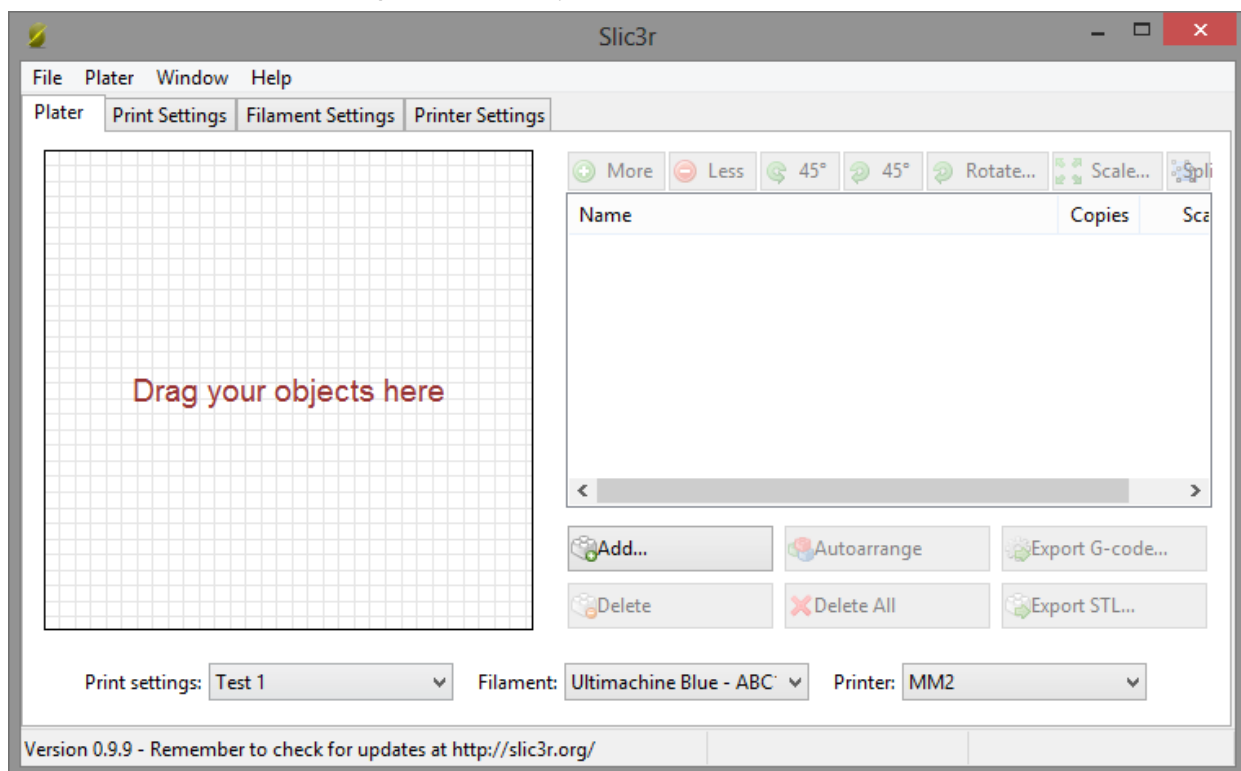 Slic3r
File Plater Window Help
Plater Print Settings Filament Settings Printer Settings
More Less 45° 45° Rotate... Scale... Spli
Name Copies Sca
Drag your objects here
Add... Autoarrange Export G-code...
Delete Delete All Export STL...
Print settings: Test 1 Filament: Ultimachine Blue - ABC Printer: MM2
Version 0.9.9 - Remember to check for updates at http://slic3r.org/